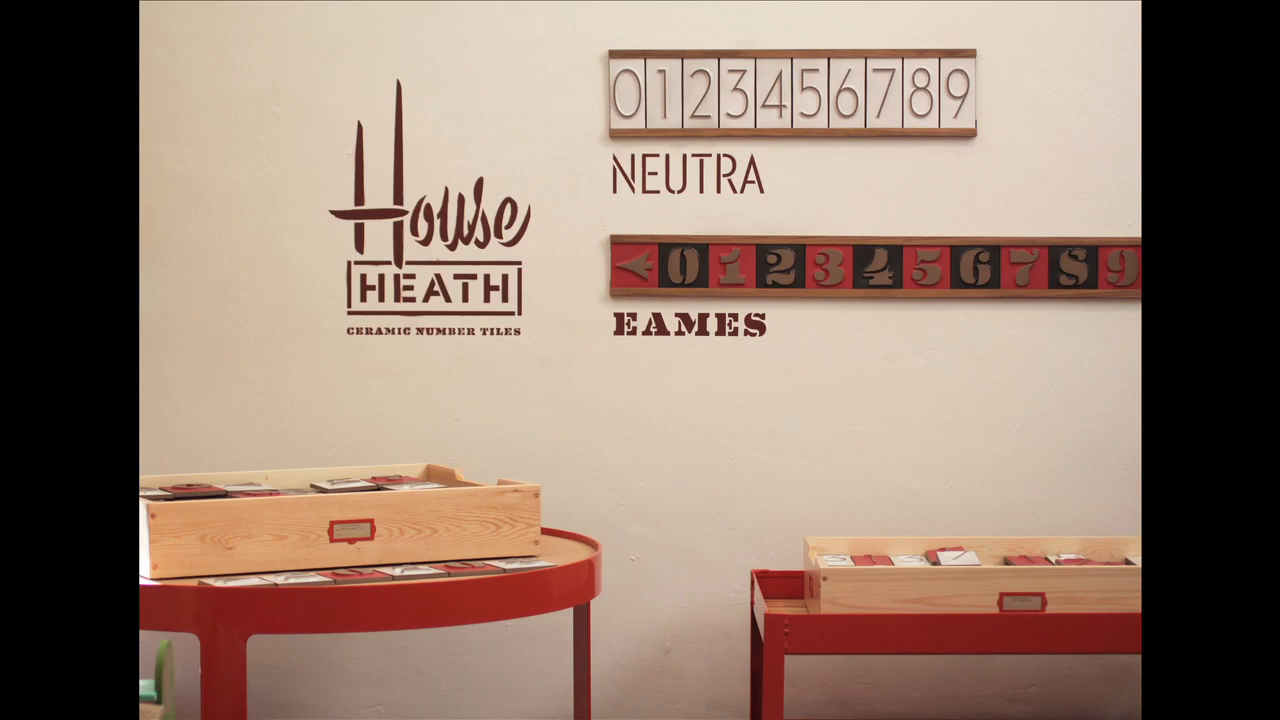 House
HEATH
CERAMIC NUMBER TILES
0123456789
NEUTRA
0123456789
EAMES